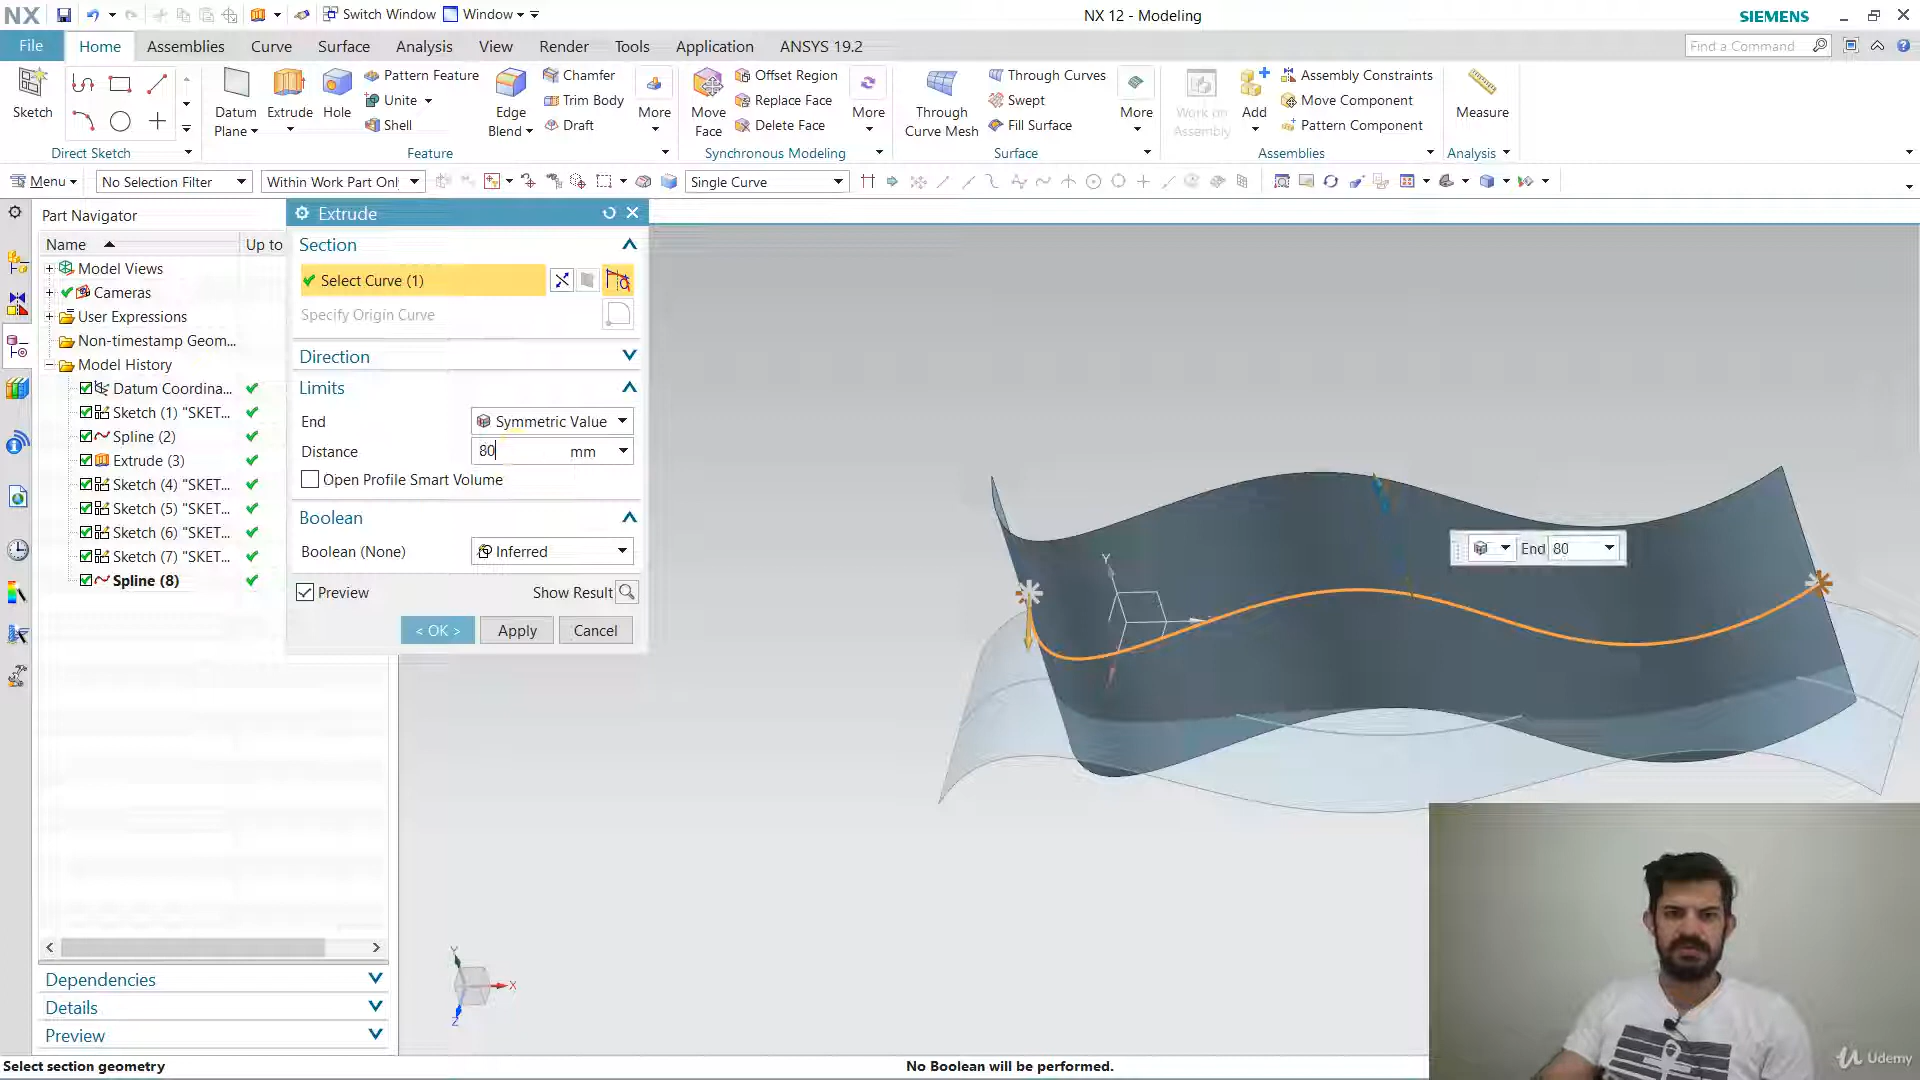 NX Switch Window Window NX 12 - Modeling SIEMENS
File Home Assemblies Curve Surface Analysis View Render Tools Application ANSYS 19.2 Find a Command
Sketch Datum Plane Extrude Hole Pattern Feature Unite Shell Edge Blend Chamfer Trim Body Draft More Move Face Offset Region Replace Face Delete Face More Through Curve Mesh Through Curves Swept Fill Surface More Work on Assembly Add Assembly Constraints Move Component Pattern Component Measure
Direct Sketch Feature Synchronous Modeling Surface Assemblies Analysis
Menu No Selection Filter Within Work Part Onl Single Curve
Part Navigator
Name Up to
Model Views
Cameras
User Expressions
Non-timestamp Geom...
Model History
Datum Coordina...
Sketch (1) "SKET...
Spline (2)
Extrude (3)
Sketch (4) "SKET...
Sketch (5) "SKET...
Sketch (6) "SKET...
Sketch (7) "SKET...
Spline (8)
Dependencies
Details
Preview
Extrude
Section
Select Curve (1)
Specify Origin Curve
Direction
Limits
End Symmetric Value
Distance 80 mm
Open Profile Smart Volume
Boolean
Boolean (None) Inferred
Preview Show Result
< OK > Apply Cancel
End 80
Y
Y
X
Z
Select section geometry No Boolean will be performed.
Udemy